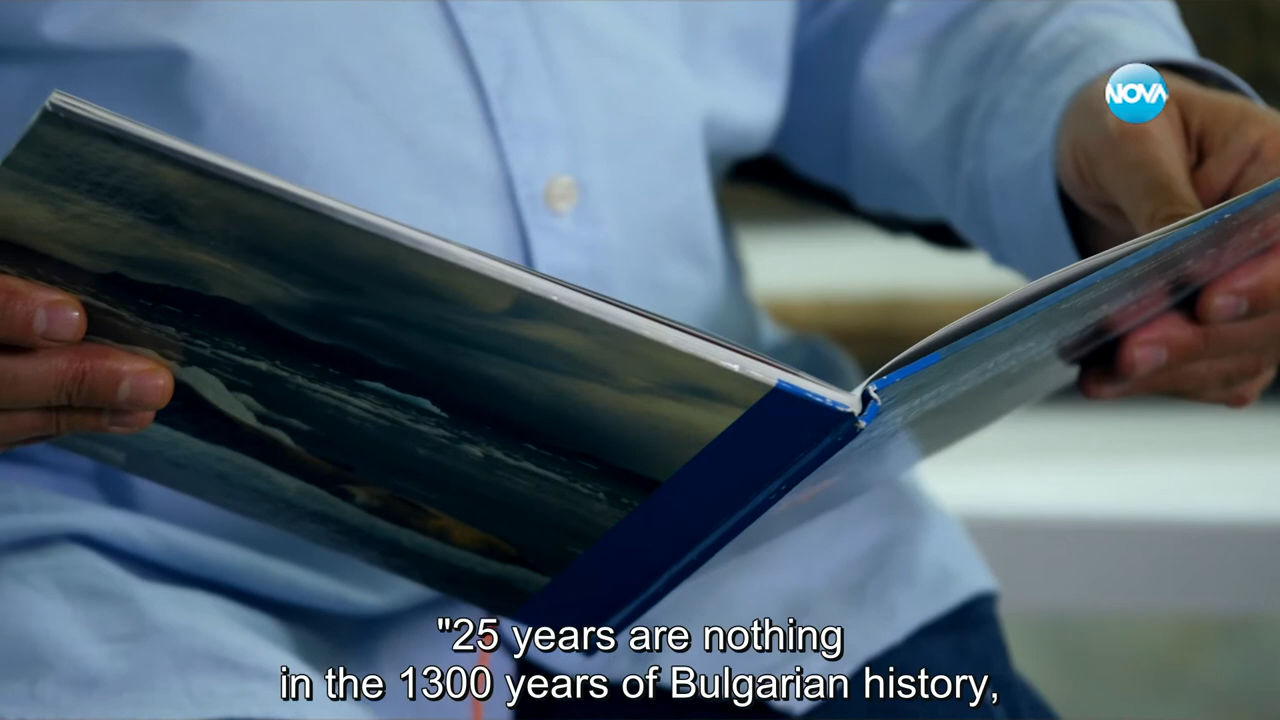 NOVA
"25 years are nothing
in the 1300 years of Bulgarian history,